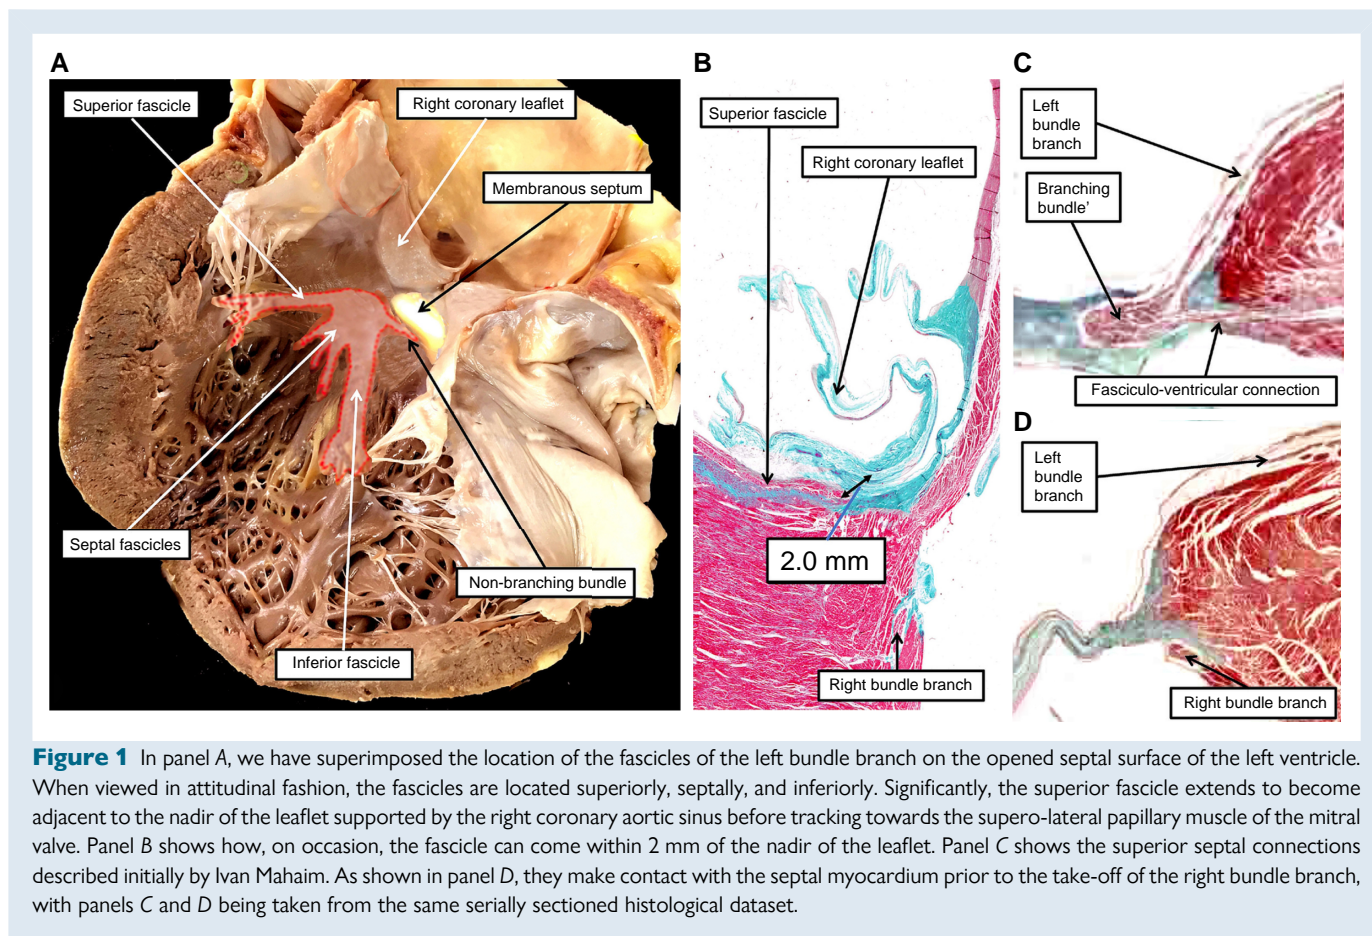 A
Superior fascicle
Right coronary leaflet
Membranous septum
Septal fascicles
Non-branching bundle
Inferior fascicle
B
Superior fascicle
Right coronary leaflet
2.0 mm
Right bundle branch
C
Left
bundle
branch
Branching
bundle’
Fasciculo-ventricular connection
D
Left
bundle
branch
Right bundle branch
Figure 1 In panel A, we have superimposed the location of the fascicles of the left bundle branch on the opened septal surface of the left ventricle.
When viewed in attitudinal fashion, the fascicles are located superiorly, septally, and inferiorly. Significantly, the superior fascicle extends to become
adjacent to the nadir of the leaflet supported by the right coronary aortic sinus before tracking towards the supero-lateral papillary muscle of the mitral
valve. Panel B shows how, on occasion, the fascicle can come within 2 mm of the nadir of the leaflet. Panel C shows the superior septal connections
described initially by Ivan Mahaim. As shown in panel D, they make contact with the septal myocardium prior to the take-off of the right bundle branch,
with panels C and D being taken from the same serially sectioned histological dataset.